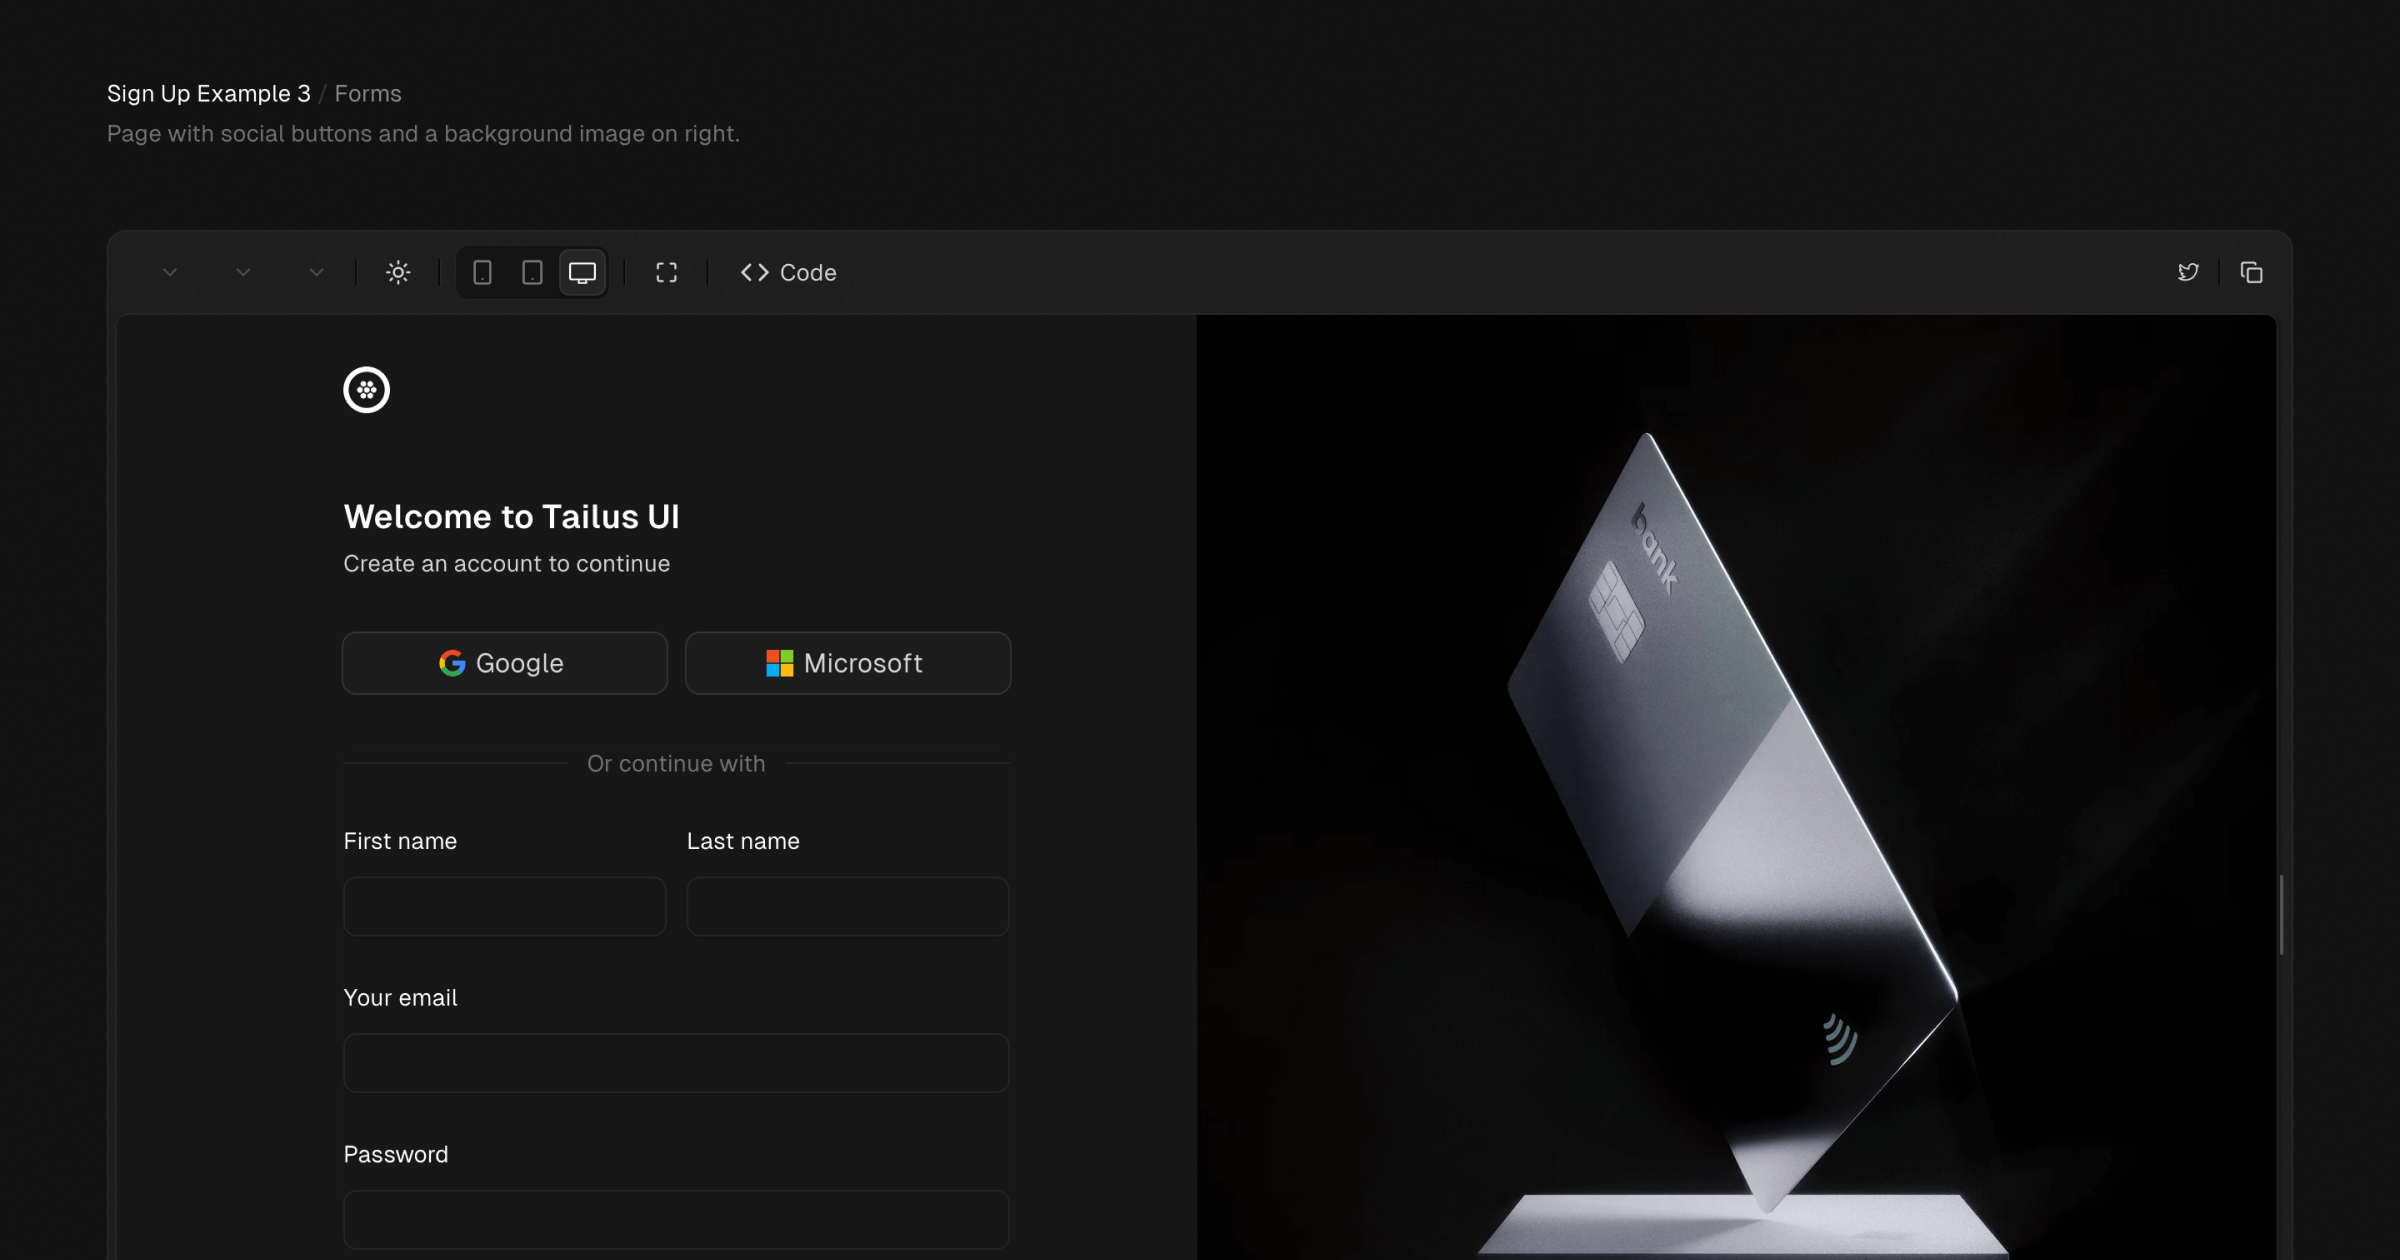 Sign Up Example 3 / Forms
Page with social buttons and a background image on right.
Code
Welcome to Tailus UI
Create an account to continue
Google
Microsoft
Or continue with
First name
Last name
Your email
Password
bank